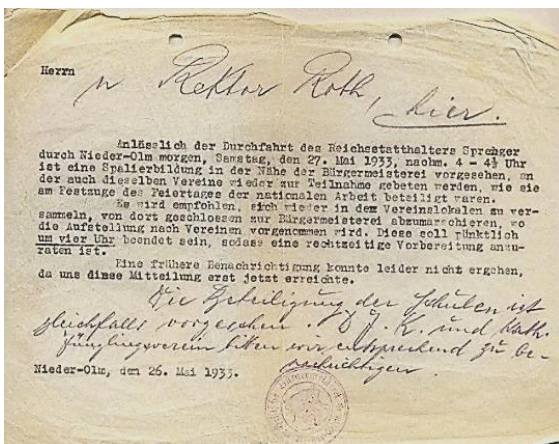 Herrn
Rektor Roth, hier.
Anlässlich der Durchfahrt des Reichsstatthalters Sprenger
durch Nieder-Olm morgen, Samstag, den 27. Mai 1933, nachm. 4 - 4½ Uhr
ist eine Spalierbildung in der Nähe der Bürgermeisterei vorgesehen, an
der auch dieselben Vereine wieder zur Teilnahme gebeten werden, wie sie
am Festzuge des Feiertages der nationalen Arbeit beteiligt waren.
Es wird empfohlen, sich wieder in den Vereinslokalen zu ver-
sammeln, von dort geschlossen zur Bürgermeisterei abzumarschieren, wo
die Aufstellung nach Vereinen vorgenommen wird. Diese soll pünktlich
um vier Uhr beendet sein, sodass eine rechtzeitige Vorbereitung anzu-
raten ist.
Eine frühere Benachrichtigung konnte leider nicht ergehen,
da uns diese Mitteilung erst jetzt erreichte.
Die Beteiligung der Schulen ist
gleichfalls vorgesehen. D.J.K. und Kath.
Jünglingsverein bitten wir entsprechend zu be-
nachrichtigen.
Nieder-Olm, den 26. Mai 1933.